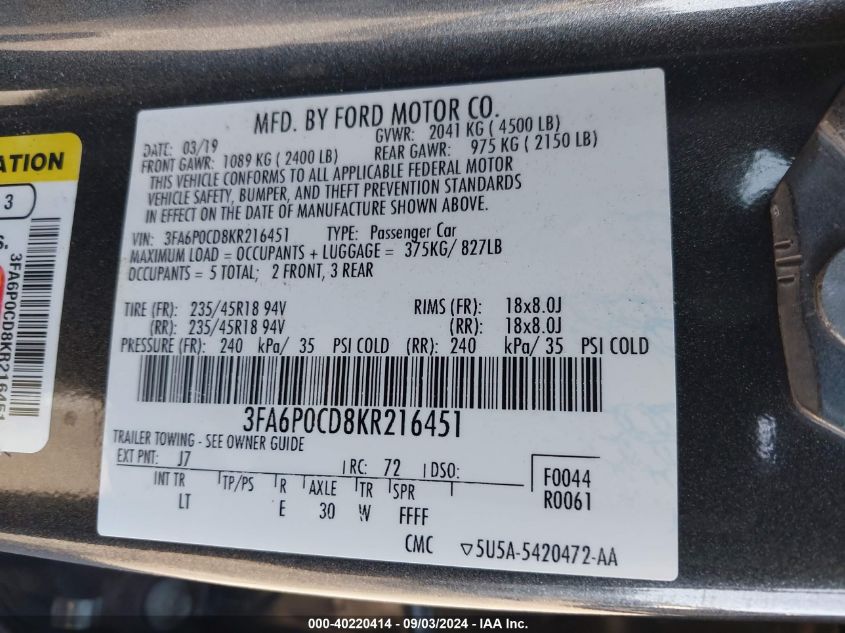 MFD. BY FORD MOTOR CO.
DATE: 03/19 GVWR: 2041 KG ( 4500 LB)
FRONT GAWR: 1089 KG ( 2400 LB) REAR GAWR: 975 KG ( 2150 LB)
THIS VEHICLE CONFORMS TO ALL APPLICABLE FEDERAL MOTOR
VEHICLE SAFETY, BUMPER, AND THEFT PREVENTION STANDARDS
IN EFFECT ON THE DATE OF MANUFACTURE SHOWN ABOVE.
VIN: 3FA6P0CD8KR216451 TYPE: Passenger Car
MAXIMUM LOAD = OCCUPANTS + LUGGAGE = 375KG/ 827LB
OCCUPANTS = 5 TOTAL; 2 FRONT, 3 REAR
TIRE (FR): 235/45R18 94V RIMS (FR): 18x8.0J
(RR): 235/45R18 94V (RR): 18x8.0J
PRESSURE (FR): 240 kPa/ 35 PSI COLD (RR): 240 kPa/ 35 PSI COLD
3FA6P0CD8KR216451
TRAILER TOWING - SEE OWNER GUIDE
EXT PNT: J7 RC: 72 DSO: F0044
INT TR TP/PS R AXLE TR SPR R0061
LT E 30 W FFFF
CMC ▽5U5A-5420472-AA
ATION
3
3FA6P0CD8KR216451
000-40220414 - 09/03/2024 - IAA Inc.